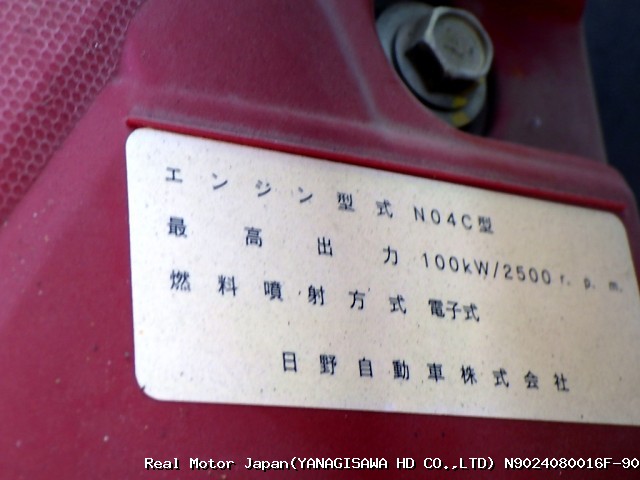 エンジン型式 N04C型
最高出力 100kW/2500r.p.m.
燃料噴射方式 電子式
日野自動車株式会社
Real Motor Japan(YANAGISAWA HD CO.,LTD) N9024080016F-90